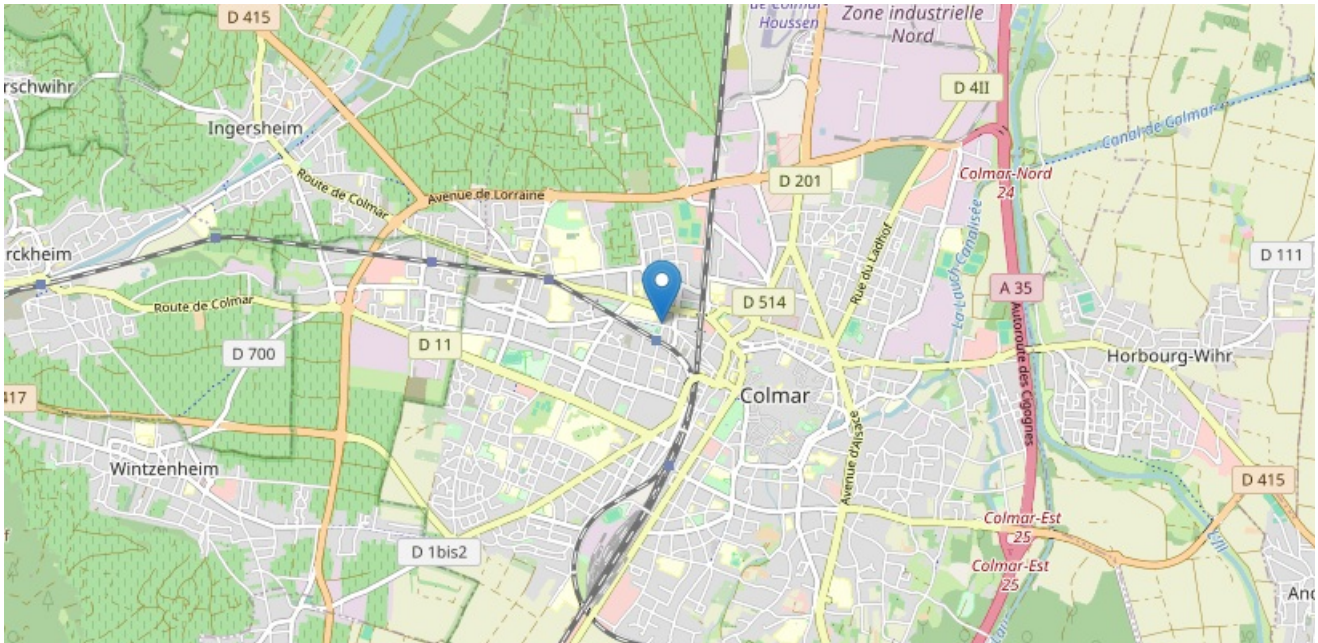 D 415
de Colmar-
Houssen
Zone industrielle
Nord
rschwihr
D 4II
Ingersheim
Canal de Colmar
Route de Colmar
Avenue de Lorraine
D 201
Colmar-Nord
24
rckheim
Rue du Ladhof
La Lauch Canalisée
D 111
Route de Colmar
D 514
A 35
Autoroute des Cigognes
D 11
D 700
Horbourg-Wihr
Colmar
417
Avenue d'Alsace
Wintzenheim
D 415
Colmar-Est
25
D 1bis2
L'Ill
Colmar-Est
25
And
Lau